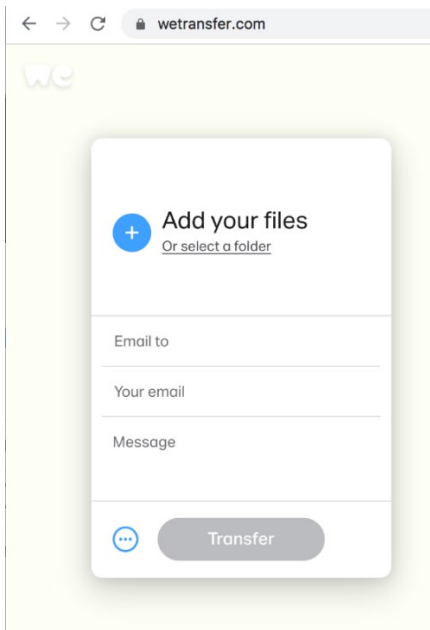 wetransfer.com
we
Add your files
Or select a folder
Email to
Your email
Message
Transfer